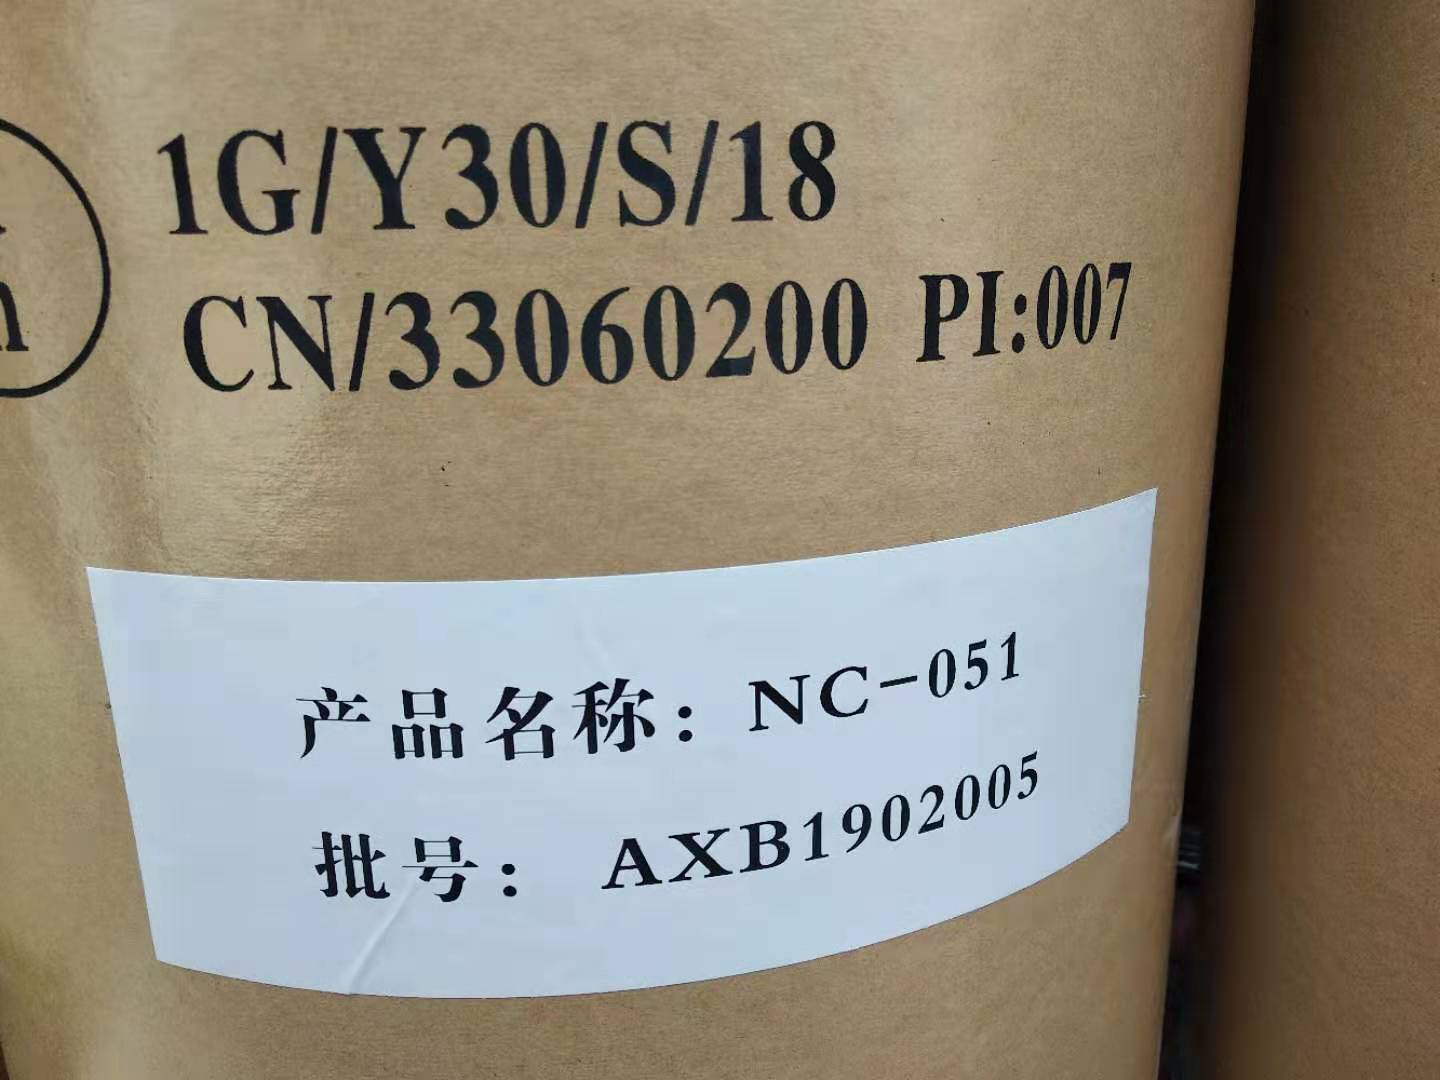 n
1G/Y30/S/18
CN/33060200 PI:007
产品名称：NC-051
批号： AXB1902005